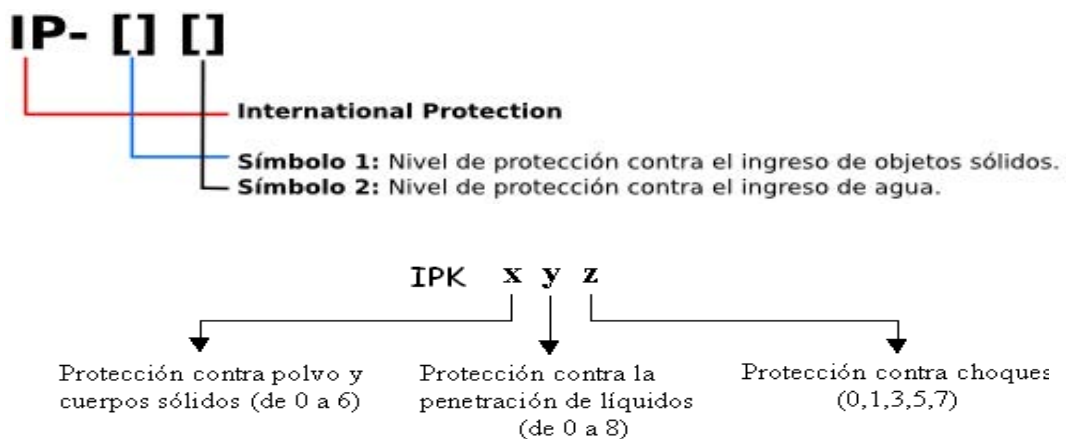 IP- [] []
International Protection
Símbolo 1: Nivel de protección contra el ingreso de objetos sólidos.
Símbolo 2: Nivel de protección contra el ingreso de agua.
IPK x y z
Protección contra polvo y
cuerpos sólidos (de 0 a 6)
Protección contra la
penetración de líquidos
(de 0 a 8)
Protección contra choques
(0,1,3,5,7)